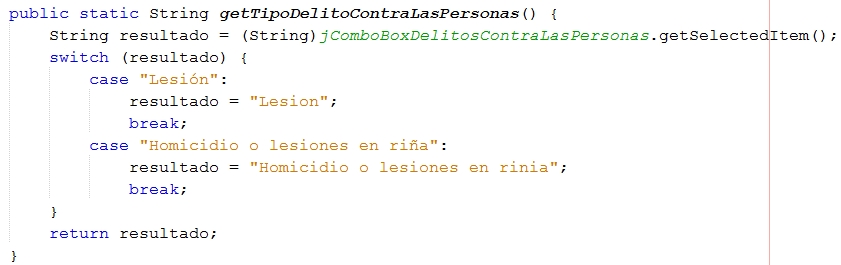 public static String getTipoDelitoContraLasPersonas() {
    String resultado = (String)jComboBoxDelitosContraLasPersonas.getSelectedItem();
    switch (resultado) {
        case "Lesión":
            resultado = "Lesion";
            break;
        case "Homicidio o lesiones en riña":
            resultado = "Homicidio o lesiones en rinia";
            break;
    }
    return resultado;
}